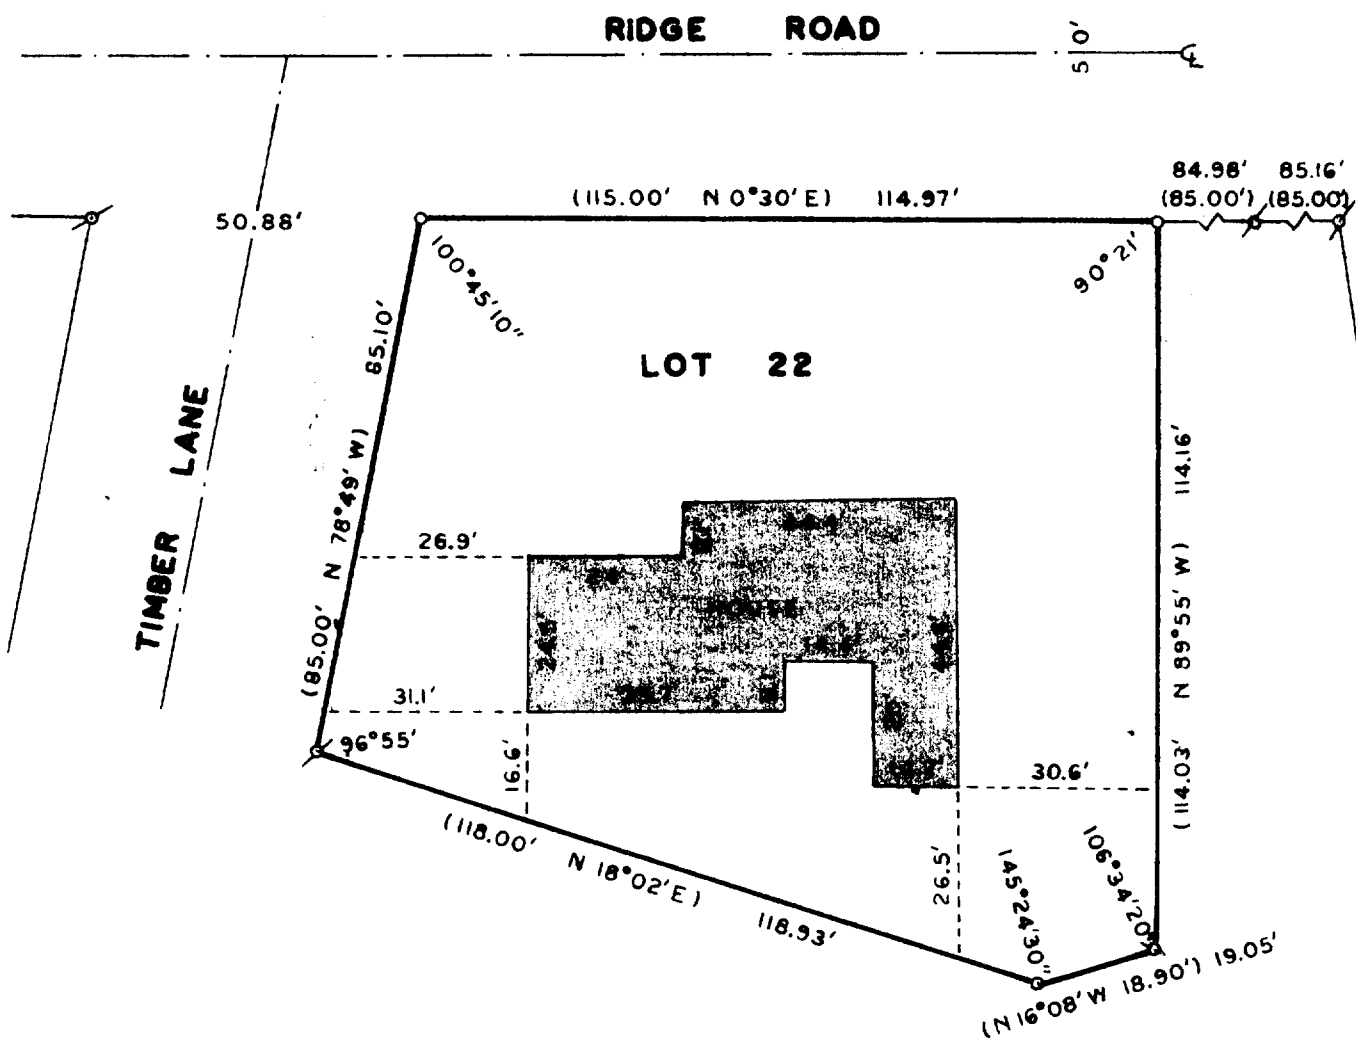 RIDGE ROAD
50'
℄
84.98' 85.16'
(115.00' N 0°30' E) 114.97' (85.00') (85.00')
50.88'
100°45'10"
90°21'
TIMBER LANE
(85.00' N 78°49' W) 85.10'
LOT 22
(114.03' N 89°55' W) 114.16'
26.9'
HOUSE
24.5'
31.1'
96°55'
16.6'
30.6'
26.5'
(118.00' N 18°02' E) 118.93'
145°24'30"
106°34'20"
(N 16°08' W 18.90') 19.05'